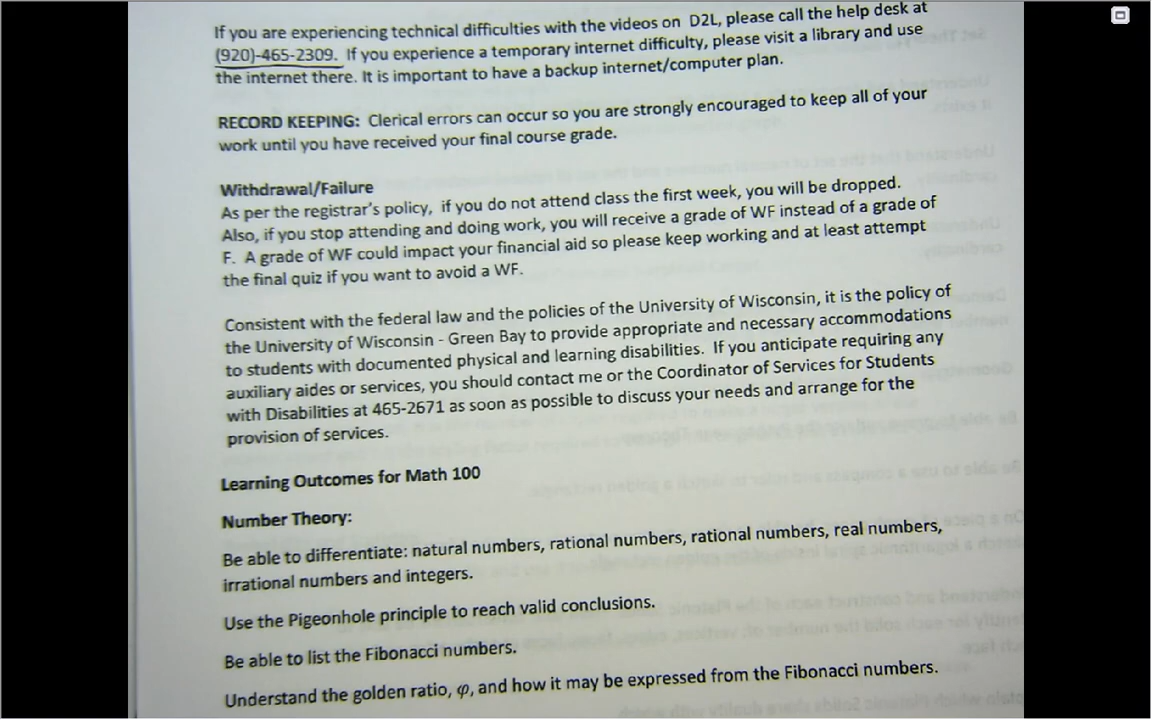 If you are experiencing technical difficulties with the videos on D2L, please call the help desk at
(920)-465-2309. If you experience a temporary internet difficulty, please visit a library and use
the internet there. It is important to have a backup internet/computer plan.
RECORD KEEPING: Clerical errors can occur so you are strongly encouraged to keep all of your
work until you have received your final course grade.
Withdrawal/Failure
As per the registrar's policy, if you do not attend class the first week, you will be dropped.
Also, if you stop attending and doing work, you will receive a grade of WF instead of a grade of
F. A grade of WF could impact your financial aid so please keep working and at least attempt
the final quiz if you want to avoid a WF.
Consistent with the federal law and the policies of the University of Wisconsin, it is the policy of
the University of Wisconsin - Green Bay to provide appropriate and necessary accommodations
to students with documented physical and learning disabilities. If you anticipate requiring any
auxiliary aides or services, you should contact me or the Coordinator of Services for Students
with Disabilities at 465-2671 as soon as possible to discuss your needs and arrange for the
provision of services.
Learning Outcomes for Math 100
Number Theory:
Be able to differentiate: natural numbers, rational numbers, rational numbers, real numbers,
irrational numbers and integers.
Use the Pigeonhole principle to reach valid conclusions.
Be able to list the Fibonacci numbers.
Understand the golden ratio, φ, and how it may be expressed from the Fibonacci numbers.